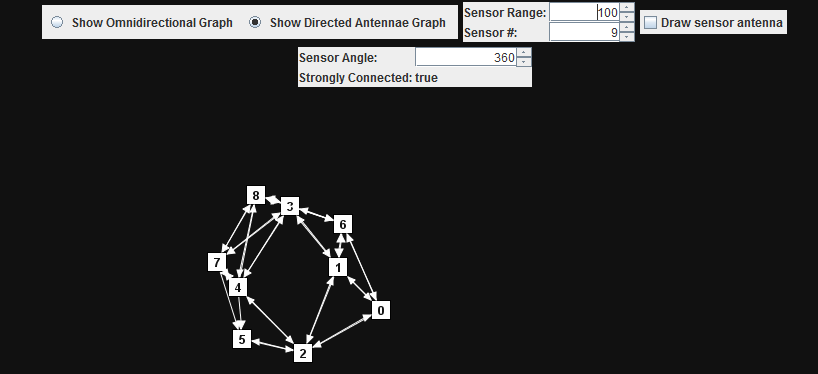 Show Omnidirectional Graph
Show Directed Antennae Graph
Sensor Range: 100
Sensor #: 9
Draw sensor antenna
Sensor Angle: 360
Strongly Connected: true
8
3
6
7
1
4
0
5
2